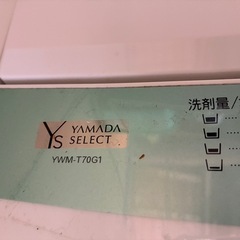 YS YAMADA
SELECT
YWM-T70G1
洗剤量/